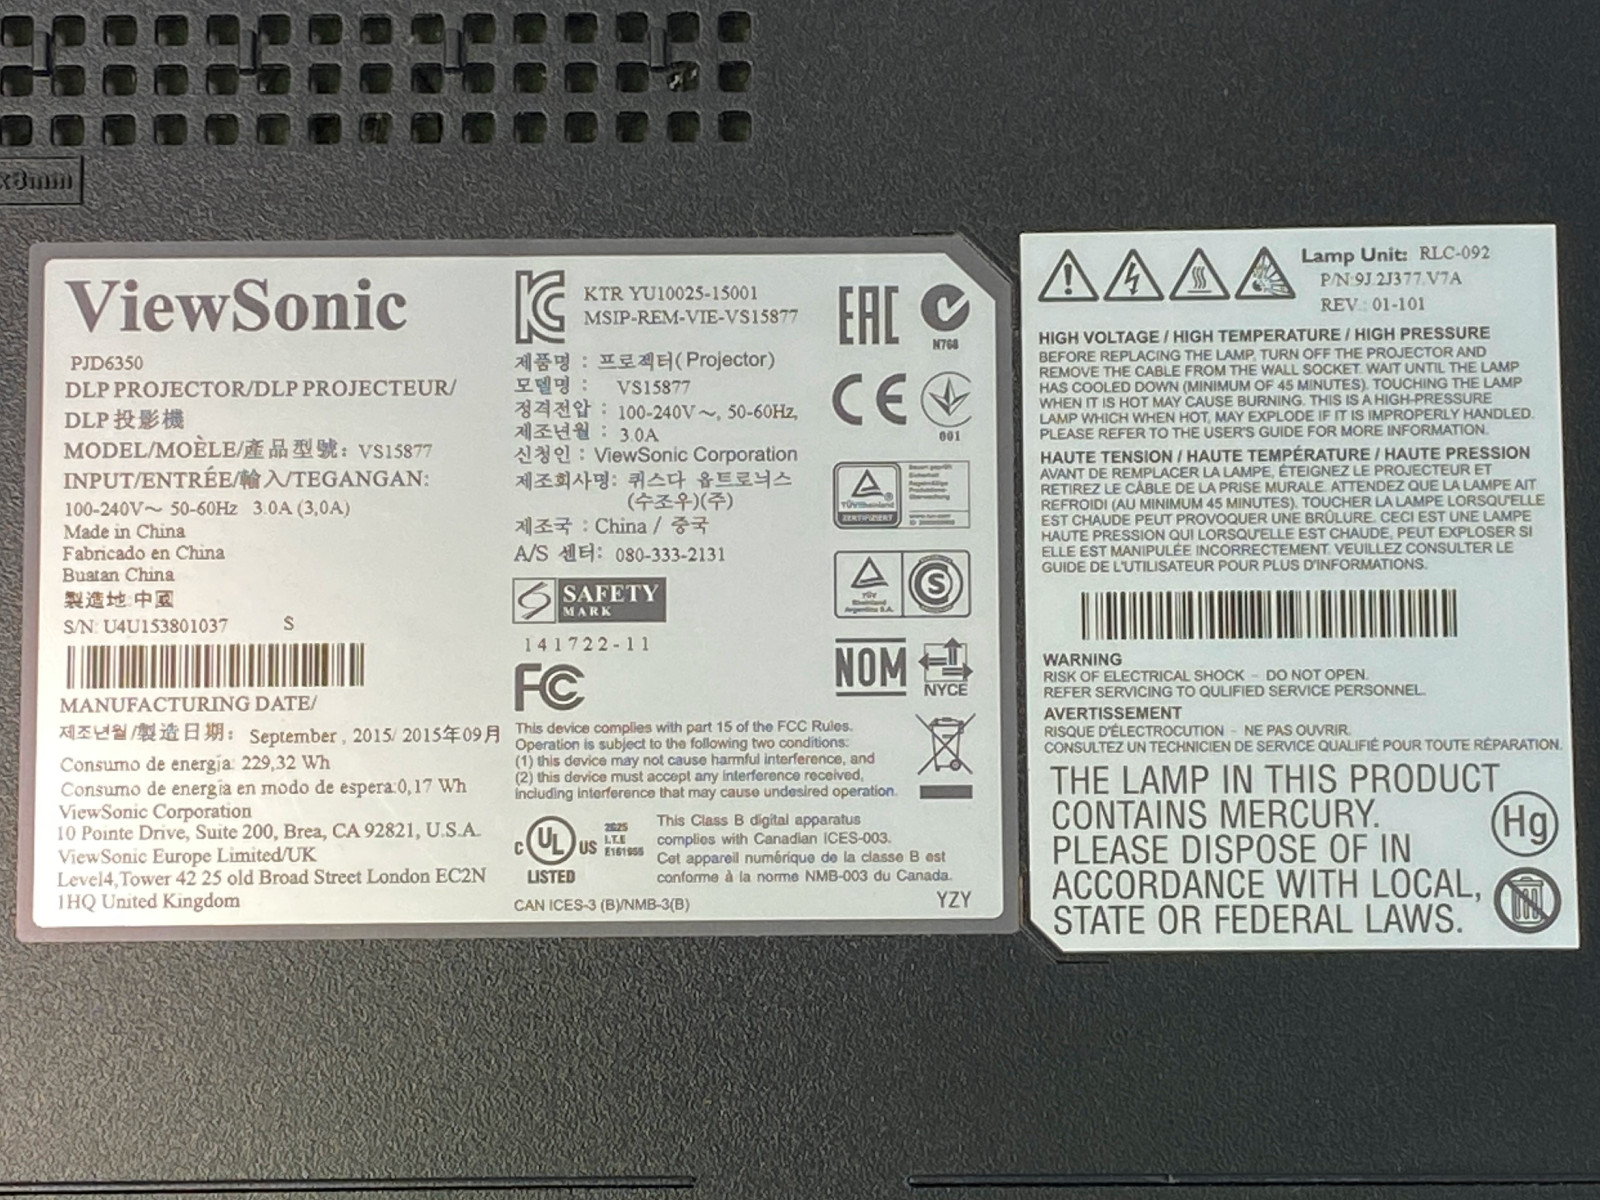 x8mm
ViewSonic
PJD6350
DLP PROJECTOR/DLP PROJECTEUR/
DLP 投影機
MODEL/MOÈLE/產品型號: VS15877
INPUT/ENTRÉE/輸入/TEGANGAN:
100-240V～ 50-60Hz 3.0A (3,0A)
Made in China
Fabricado en China
Buatan China
製造地:中國
S/N: U4U153801037 S
MANUFACTURING DATE/
제조년월/製造日期: September , 2015/ 2015年09月
Consumo de energía: 229,32 Wh
Consumo de energía en modo de espera:0,17 Wh
ViewSonic Corporation
10 Pointe Drive, Suite 200, Brea, CA 92821, U.S.A.
ViewSonic Europe Limited/UK
Level4,Tower 42 25 old Broad Street London EC2N
1HQ United Kingdom
KTR YU10025-15001
MSIP-REM-VIE-VS15877
제품명 : 프로젝터( Projector)
모델명 : VS15877
정격전압 : 100-240V～, 50-60Hz,
제조년월 : 3.0A
신청인 : ViewSonic Corporation
제조회사명: 퀴스다 옵트로닉스
(수조우)(주)
제조국 : China / 중국
A/S 센터: 080-333-2131
SAFETY
MARK
141722-11
FC
This device complies with part 15 of the FCC Rules.
Operation is subject to the following two conditions:
(1) this device may not cause harmful interference, and
(2) this device must accept any interference received,
including interference that may cause undesired operation.
C UL US
LISTED
2625
I.T.E
E161955
This Class B digital apparatus
complies with Canadian ICES-003.
Cet appareil numérique de la classe B est
conforme à la norme NMB-003 du Canada.
CAN ICES-3 (B)/NMB-3(B)
YZY
EAC
N768
CE
001
TÜVRheinland
ZERTIFIZIERT
Bauart geprüft
Sicherheit
Regelmäßige
Produktions-
überwachung
TÜV
Rheinland
Argentina S.A.
S
NOM
NYCE
Lamp Unit: RLC-092
P/N:9J.2J377.V7A
REV.: 01-101
HIGH VOLTAGE / HIGH TEMPERATURE / HIGH PRESSURE
BEFORE REPLACING THE LAMP, TURN OFF THE PROJECTOR AND
REMOVE THE CABLE FROM THE WALL SOCKET. WAIT UNTIL THE LAMP
HAS COOLED DOWN (MINIMUM OF 45 MINUTES). TOUCHING THE LAMP
WHEN IT IS HOT MAY CAUSE BURNING. THIS IS A HIGH-PRESSURE
LAMP WHICH WHEN HOT, MAY EXPLODE IF IT IS IMPROPERLY HANDLED.
PLEASE REFER TO THE USER'S GUIDE FOR MORE INFORMATION.
HAUTE TENSION / HAUTE TEMPÉRATURE / HAUTE PRESSION
AVANT DE REMPLACER LA LAMPE, ÉTEIGNEZ LE PROJECTEUR ET
RETIREZ LE CÂBLE DE LA PRISE MURALE. ATTENDEZ QUE LA LAMPE AIT
REFROIDI (AU MINIMUM 45 MINUTES). TOUCHER LA LAMPE LORSQU'ELLE
EST CHAUDE PEUT PROVOQUER UNE BRÛLURE. CECI EST UNE LAMPE
HAUTE PRESSION QUI LORSQU'ELLE EST CHAUDE, PEUT EXPLOSER SI
ELLE EST MANIPULÉE INCORRECTEMENT. VEUILLEZ CONSULTER LE
GUIDE DE L'UTILISATEUR POUR PLUS D'INFORMATIONS.
WARNING
RISK OF ELECTRICAL SHOCK - DO NOT OPEN.
REFER SERVICING TO QULIFIED SERVICE PERSONNEL.
AVERTISSEMENT
RISQUE D'ÉLECTROCUTION - NE PAS OUVRIR.
CONSULTEZ UN TECHNICIEN DE SERVICE QUALIFIÉ POUR TOUTE RÉPARATION.
THE LAMP IN THIS PRODUCT
CONTAINS MERCURY.
PLEASE DISPOSE OF IN
ACCORDANCE WITH LOCAL,
STATE OR FEDERAL LAWS.
Hg